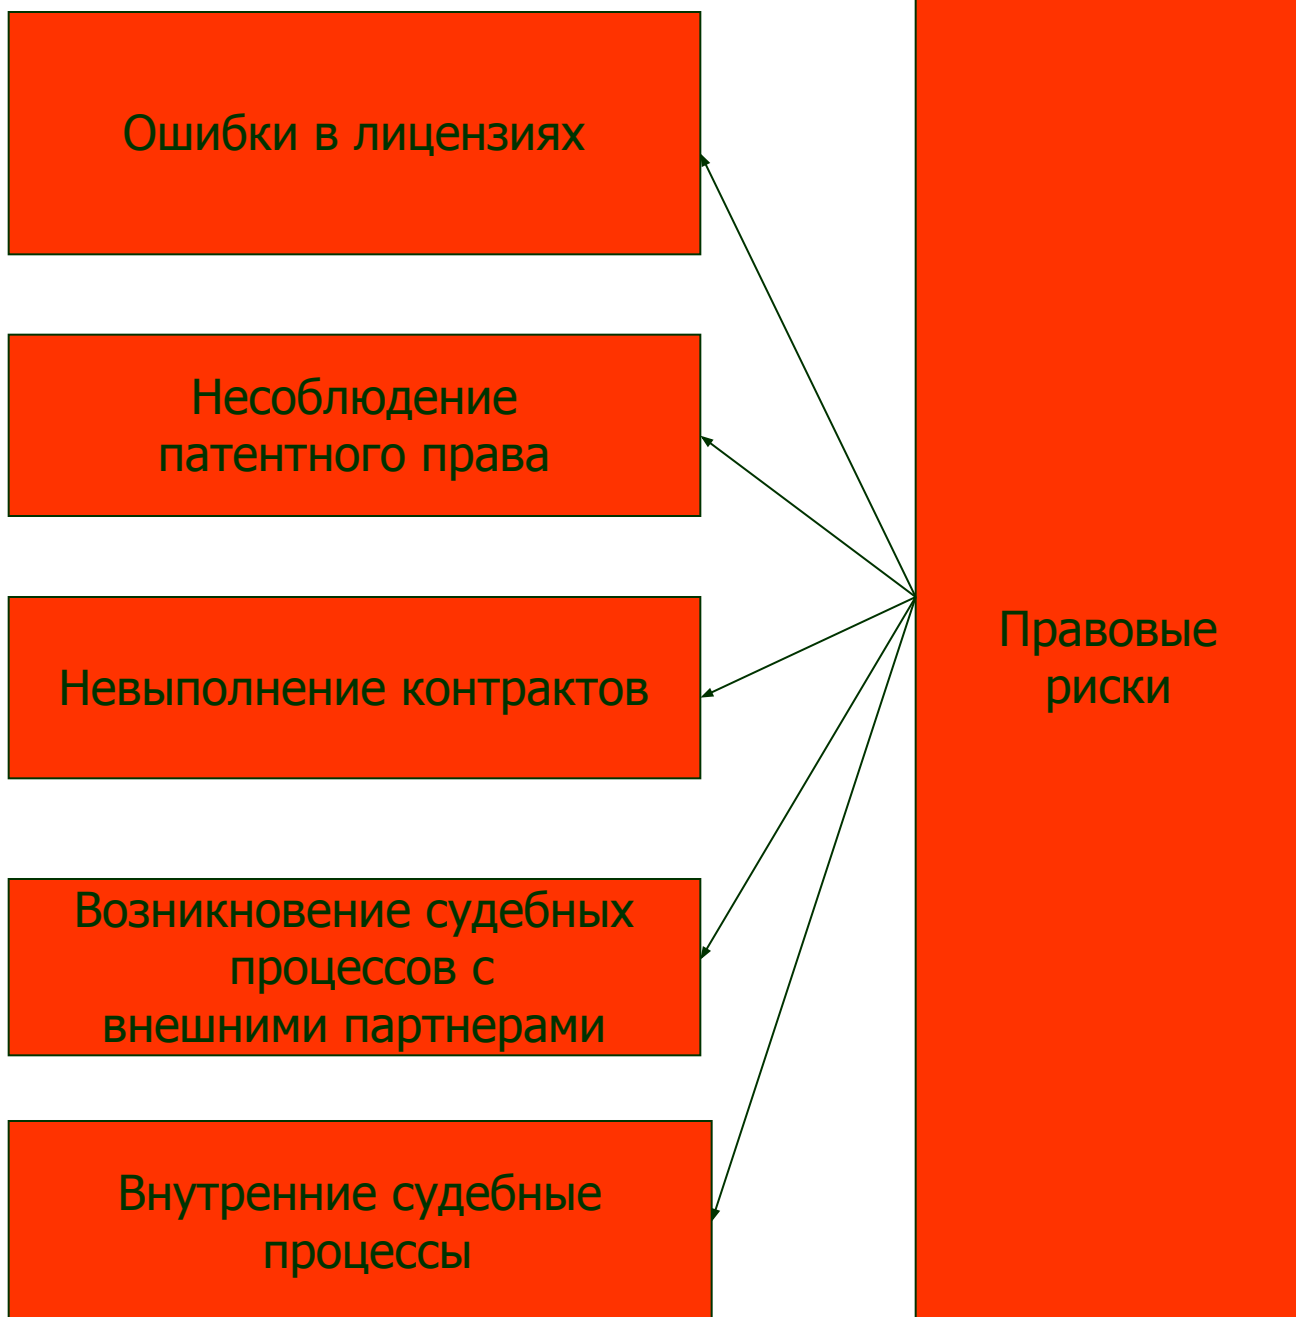 Ошибки в лицензиях
Несоблюдение
патентного права
Невыполнение контрактов
Возникновение судебных
процессов с
внешними партнерами
Внутренние судебные
процессы
Правовые
риски